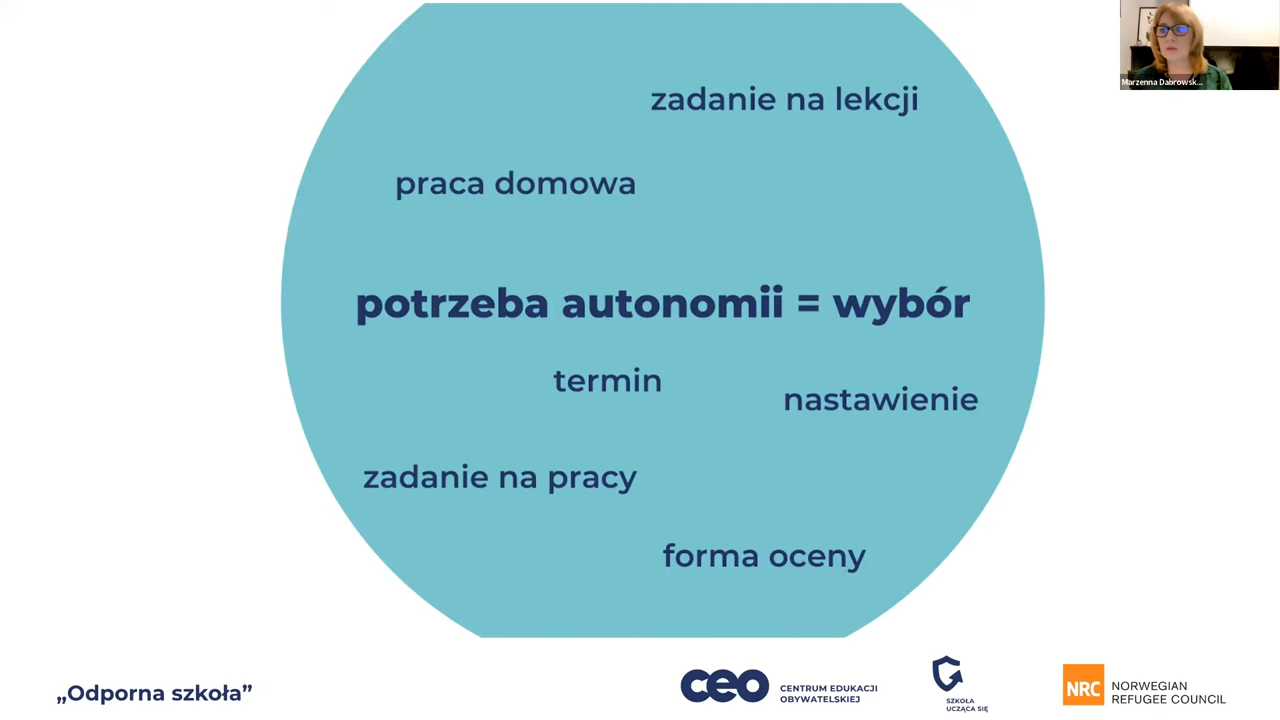 Marzenna Dabrowsk...
zadanie na lekcji
praca domowa
potrzeba autonomii = wybór
termin
nastawienie
zadanie na pracy
forma oceny
„Odporna szkoła”
ceo
CENTRUM EDUKACJI
OBYWATELSKIEJ
SZKOŁA
UCZĄCA SIĘ
NRC
NORWEGIAN
REFUGEE COUNCIL